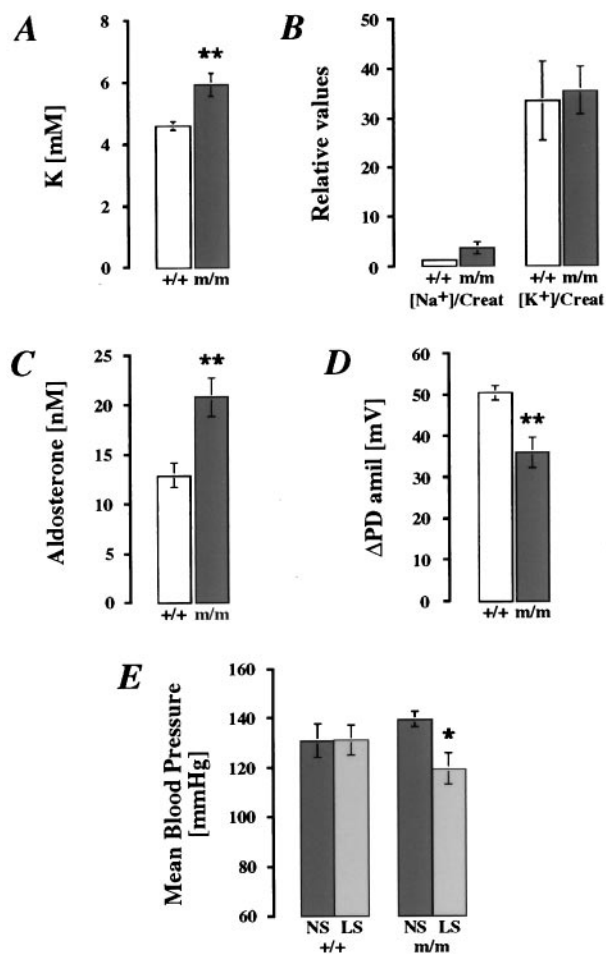 A
K [mM]
8
6
4
2
0
**
+/+ m/m
B
Relative values
50
40
30
20
10
0
+/+ m/m +/+ m/m
[Na+]/Creat [K+]/Creat
C
Aldosterone [nM]
25
20
15
10
5
0
**
+/+ m/m
D
ΔPD amil [mV]
60
50
40
30
20
10
0
**
+/+ m/m
E
Mean Blood Pressure
[mmHg]
160
140
120
100
80
60
*
NS LS NS LS
+/+ m/m